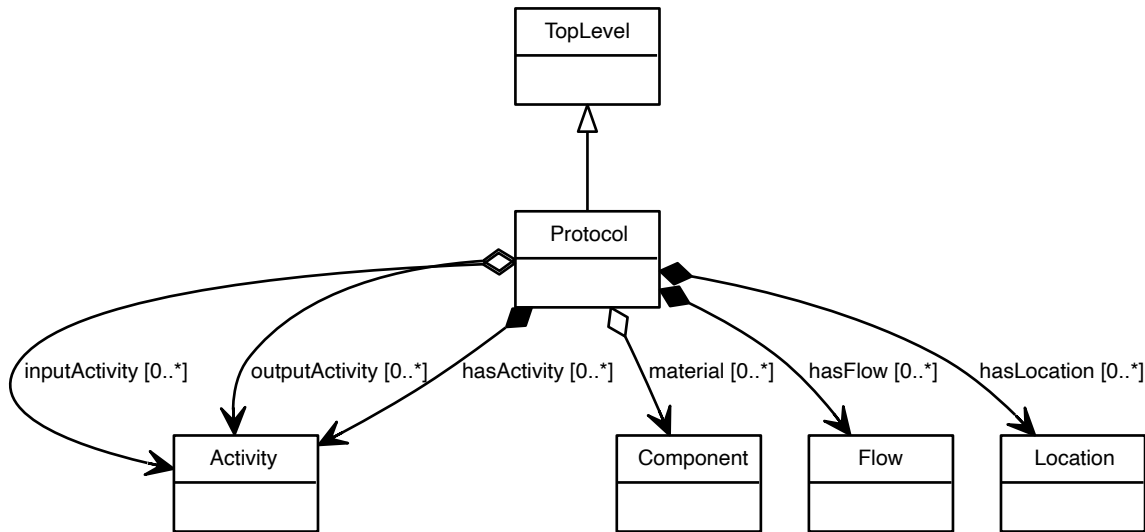 TopLevel
Protocol
inputActivity [0..*]
outputActivity [0..*]
hasActivity [0..*]
material [0..*]
hasFlow [0..*]
hasLocation [0..*]
Activity
Component
Flow
Location